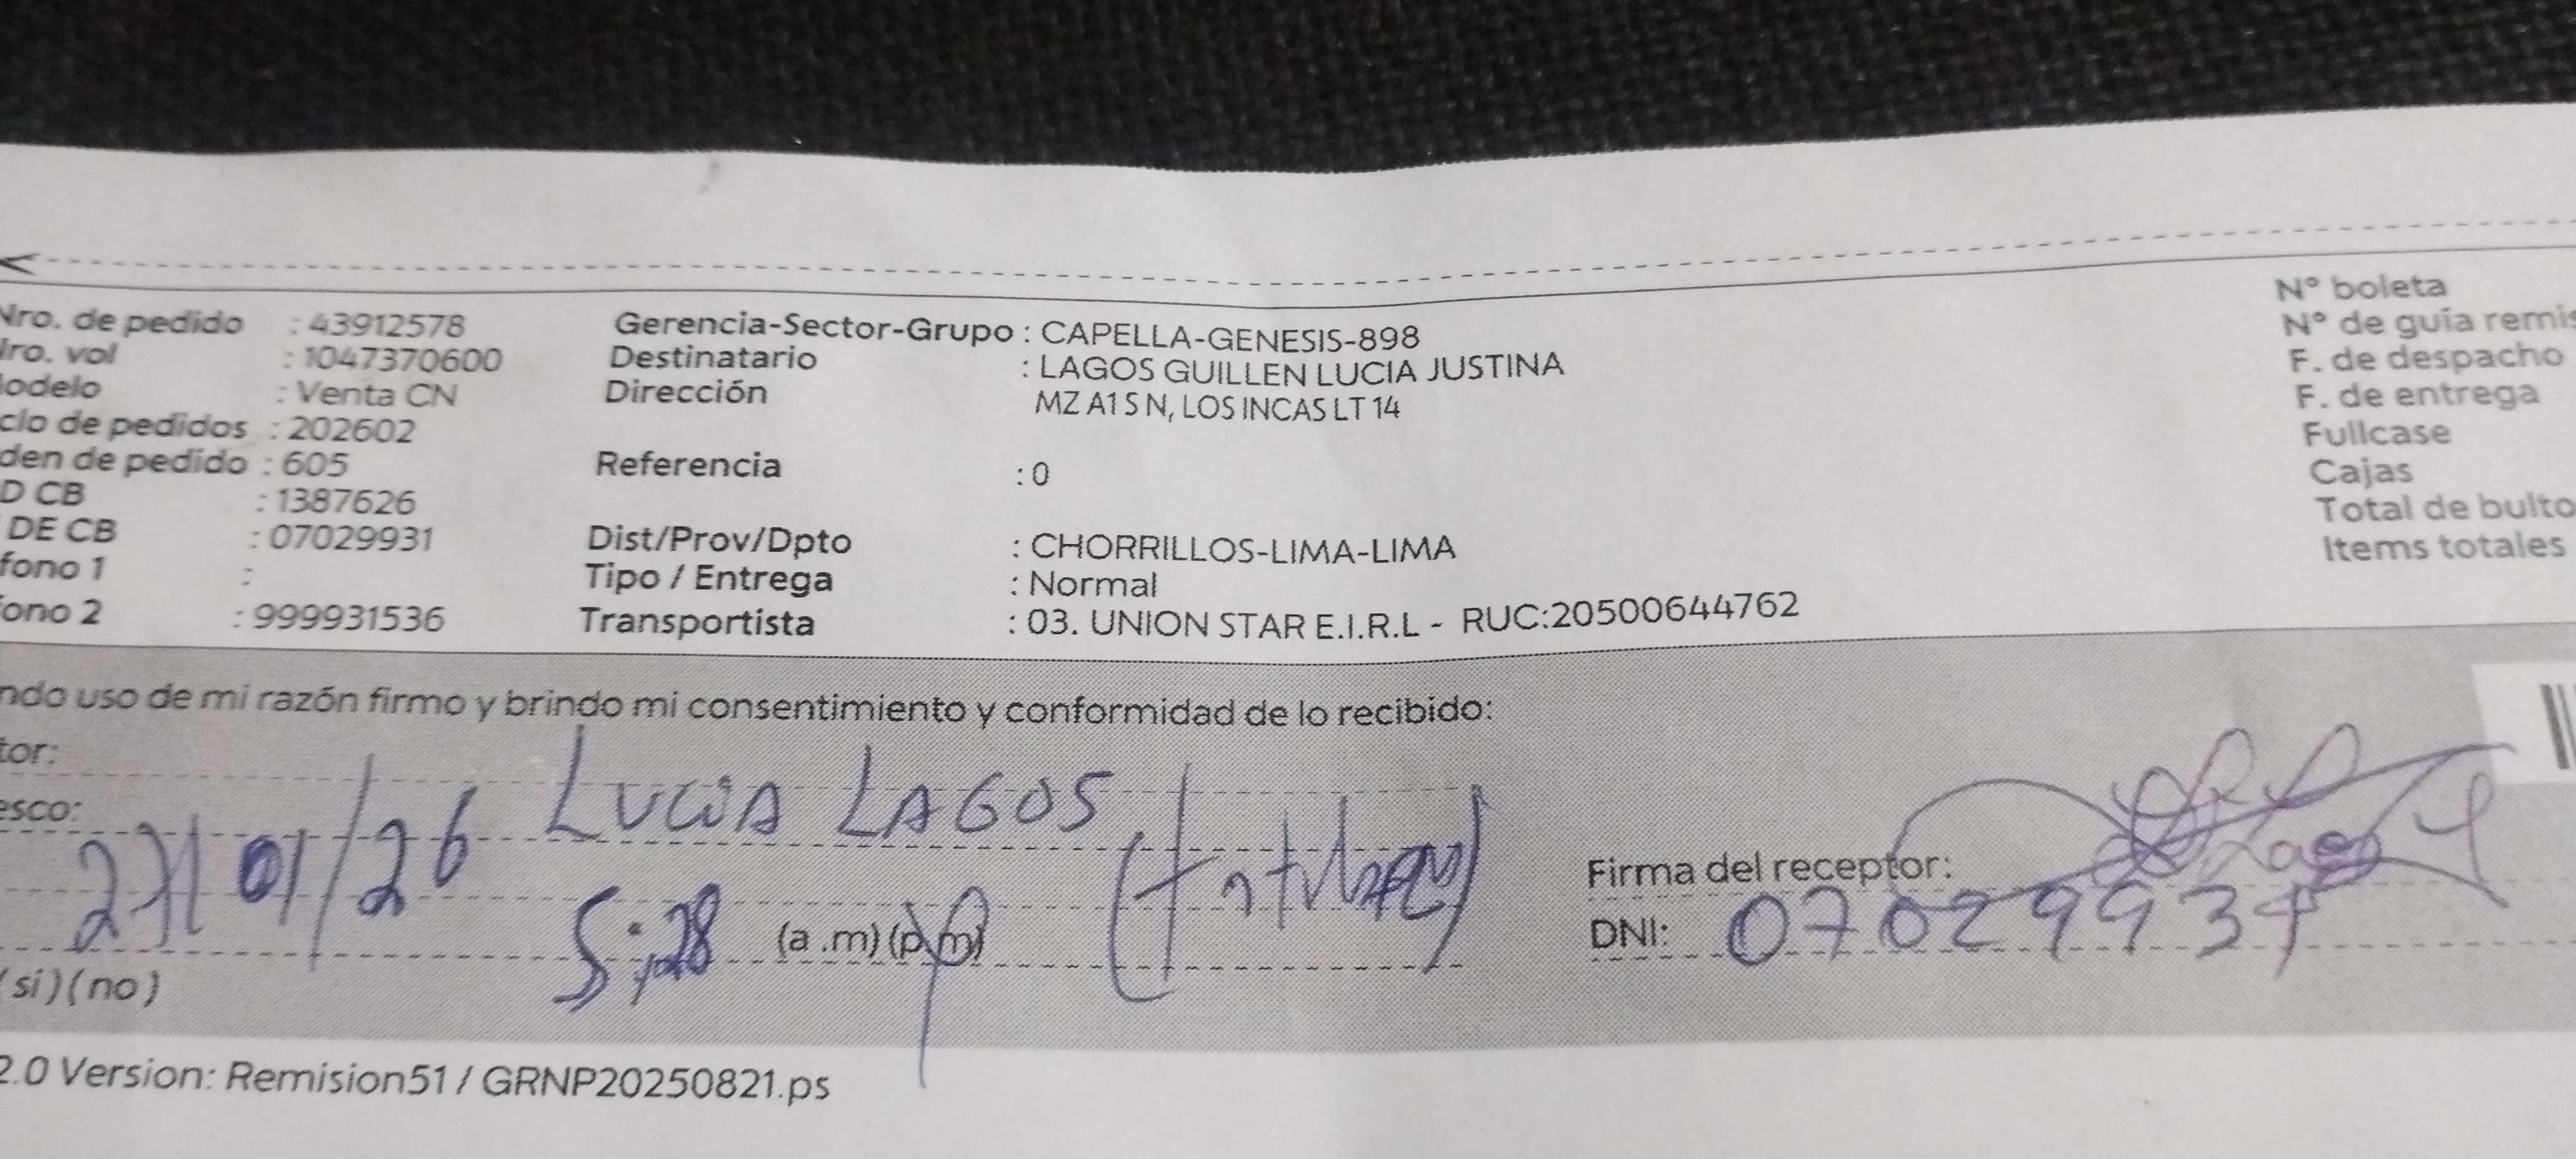 Nro. de pedido : 43912578
Nro. vol : 1047370600
odelo : Venta CN
clo de pedidos : 202602
den de pedido : 605
D CB : 1387626
DE CB : 07029931
fono 1 :
fono 2 : 999931536
Gerencia-Sector-Grupo : CAPELLA-GENESIS-898
Destinatario : LAGOS GUILLEN LUCIA JUSTINA
Dirección MZ A1 S N, LOS INCAS LT 14
Referencia : 0
Dist/Prov/Dpto : CHORRILLOS-LIMA-LIMA
Tipo / Entrega : Normal
Transportista : 03. UNION STAR E.I.R.L - RUC:20500644762
N° boleta
N° de guía remis
F. de despacho
F. de entrega
Fullcase
Cajas
Total de bulto
Items totales
ndo uso de mi razón firmo y brindo mi consentimiento y conformidad de lo recibido:
tor: LUCIA LAGOS
esco:
27/01/26 5:28 (a .m) (p.m)
Firma del receptor: Lagos
DNI: 07029931
(si) (no)
2.0 Version: Remision51 / GRNP20250821.ps